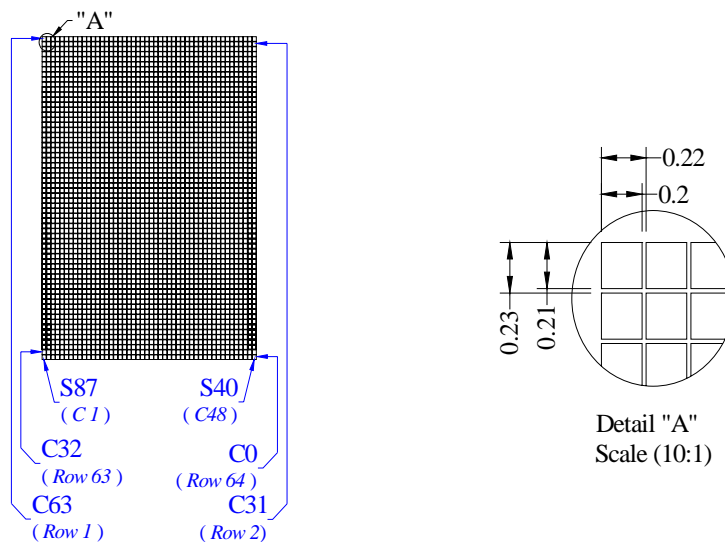 "A"
0.22
0.2
0.23
0.21
S87
( C 1 )
S40
( C48 )
C32
( Row 63 )
C0
( Row 64 )
C63
( Row 1 )
C31
( Row 2 )
Detail "A"
Scale (10:1)